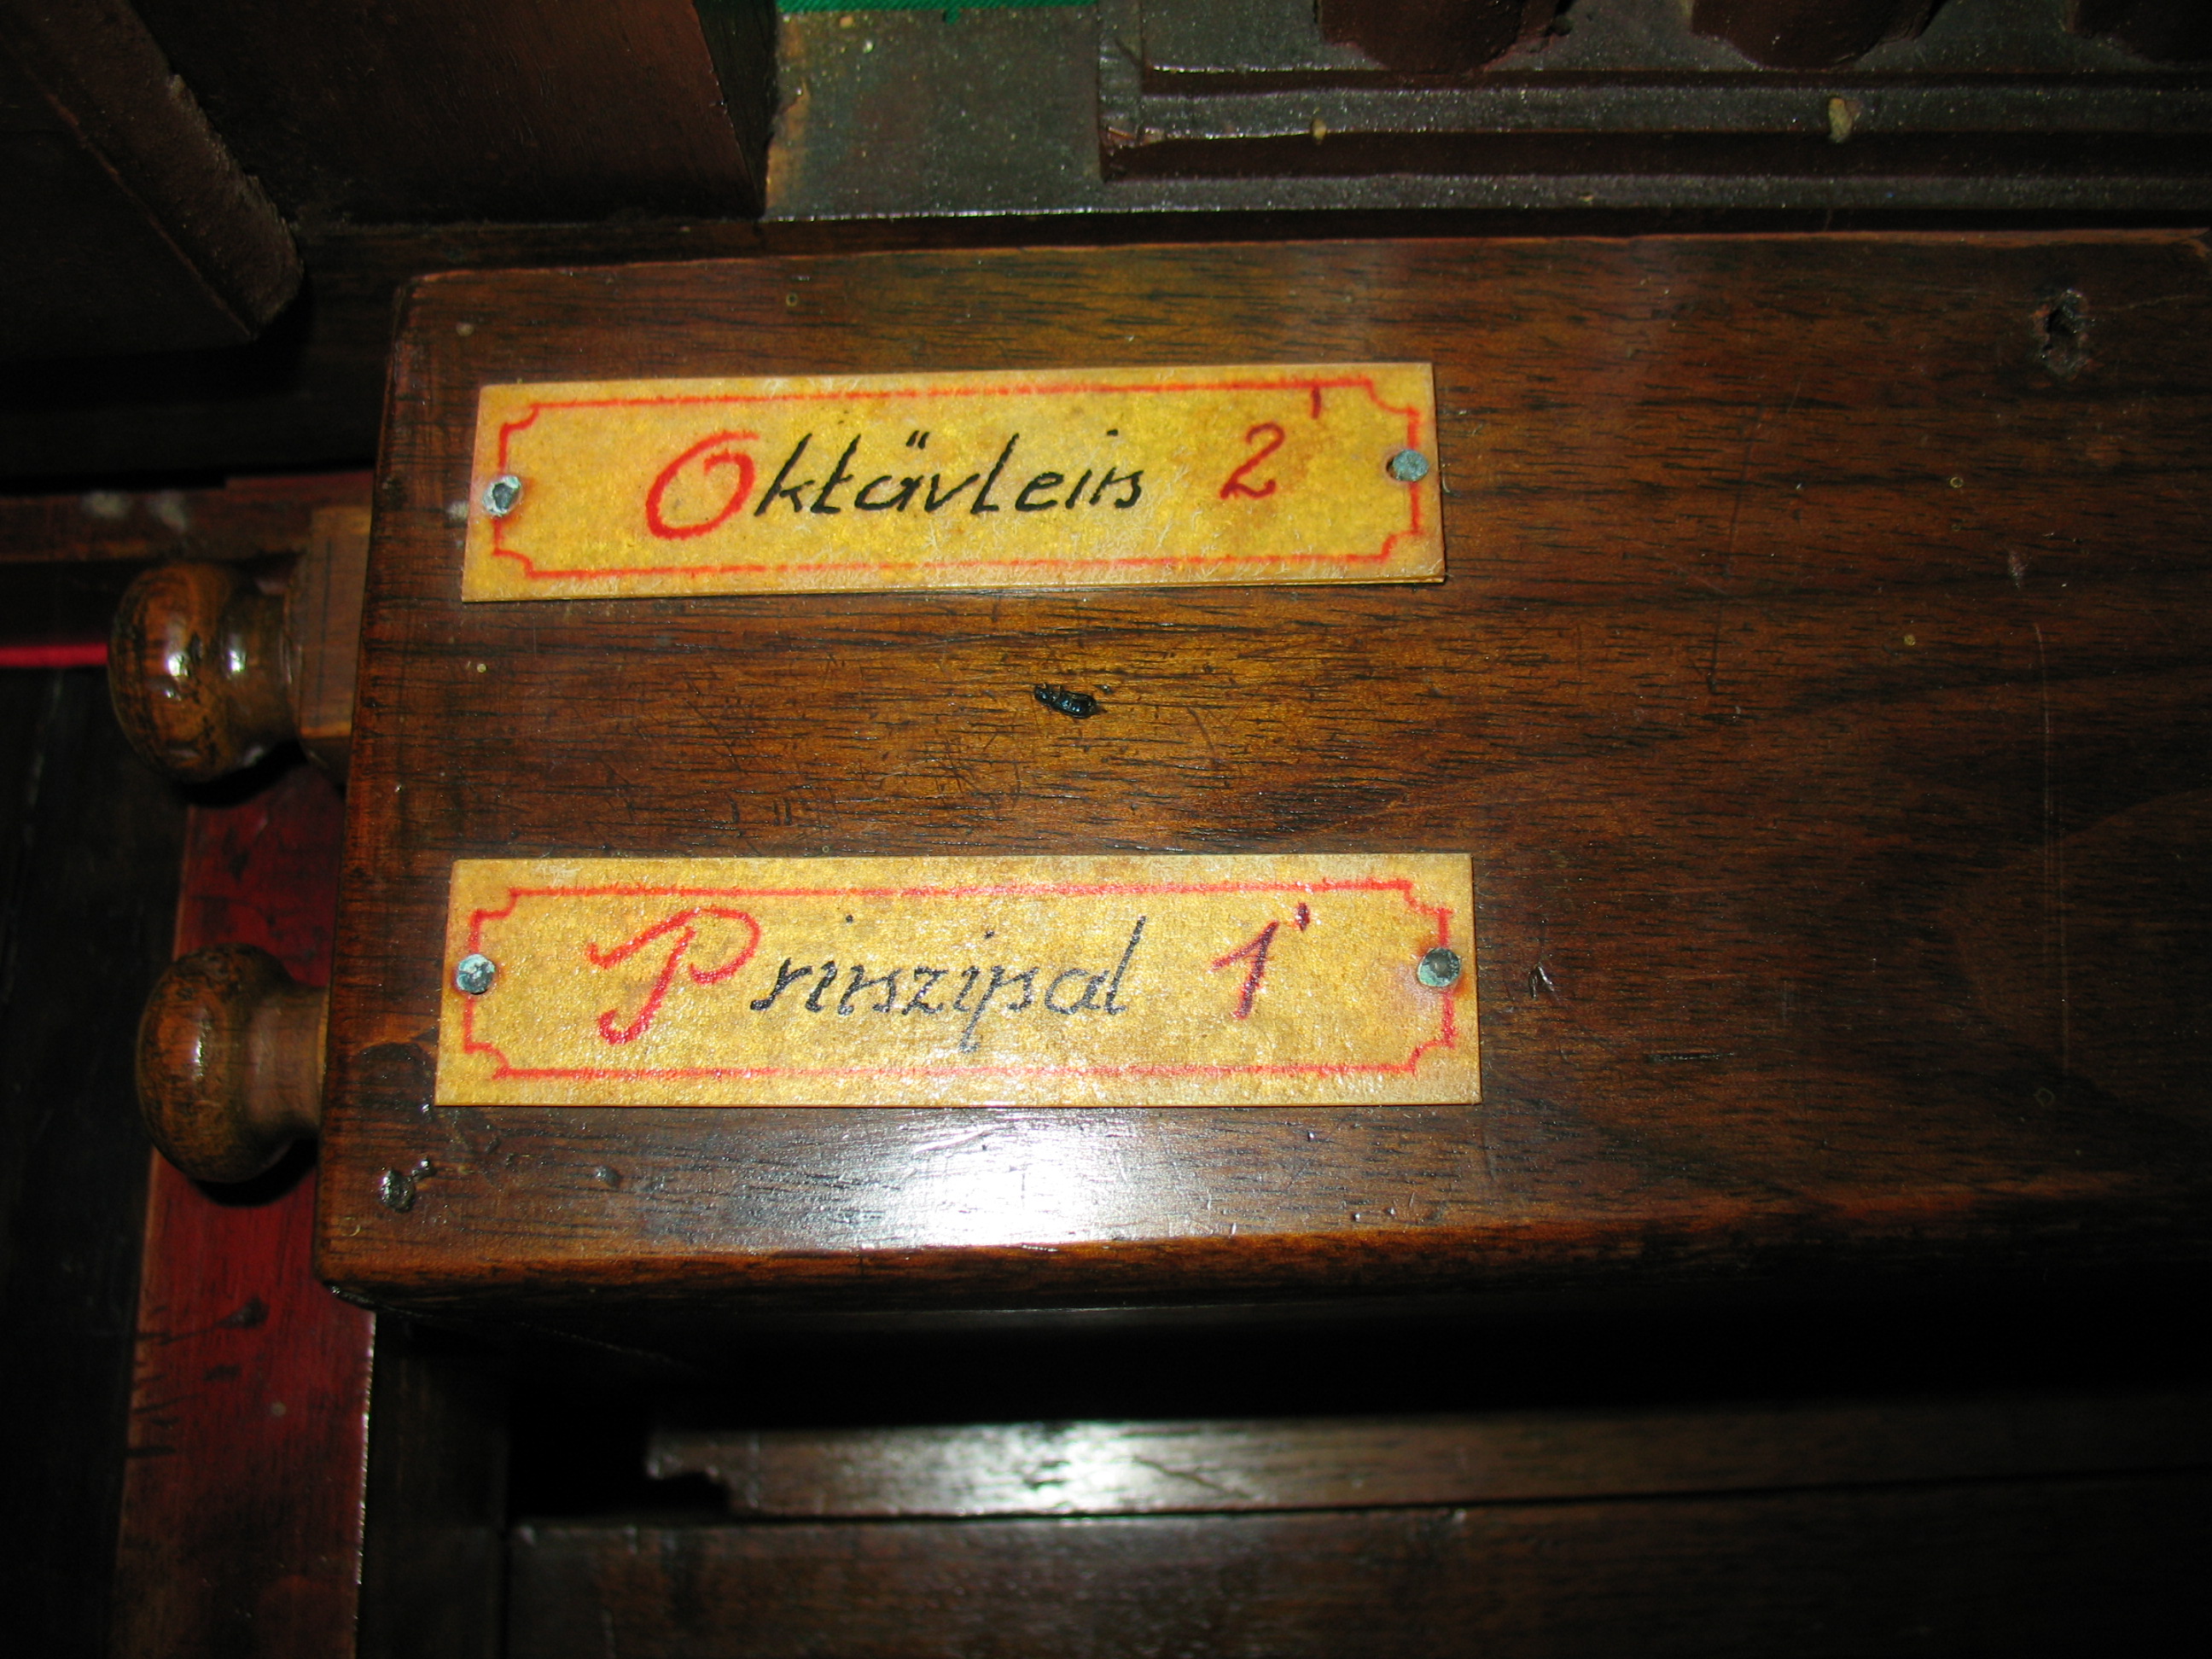 Oktävlein 2'
Prinzipal 1'